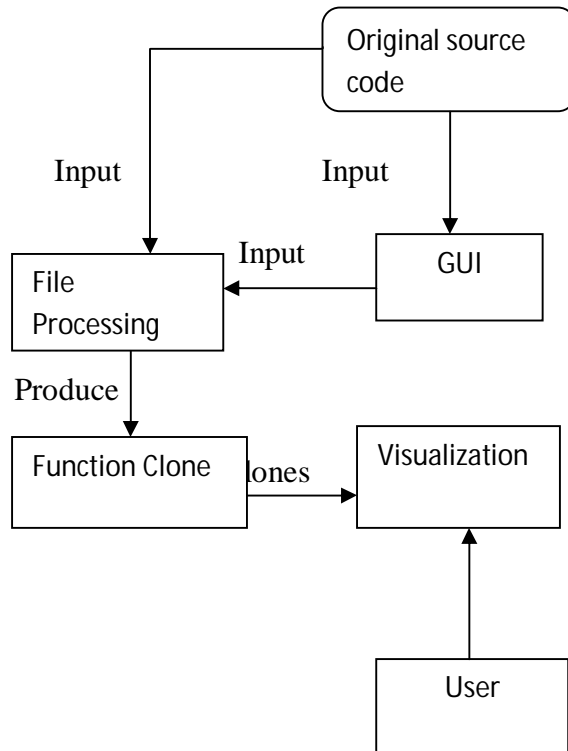 Original source
code
Input
Input
Input
GUI
File
Processing
Produce
Function Clone
lones
Visualization
User